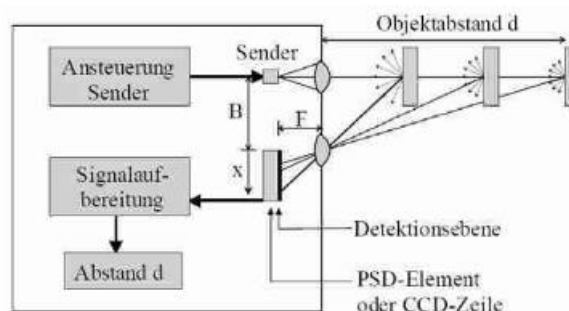 Objektabstand d
Sender
Ansteuerung
Sender
B
F
x
Signalauf-
bereitung
Abstand d
Detektionsebene
PSD-Element
oder CCD-Zeile